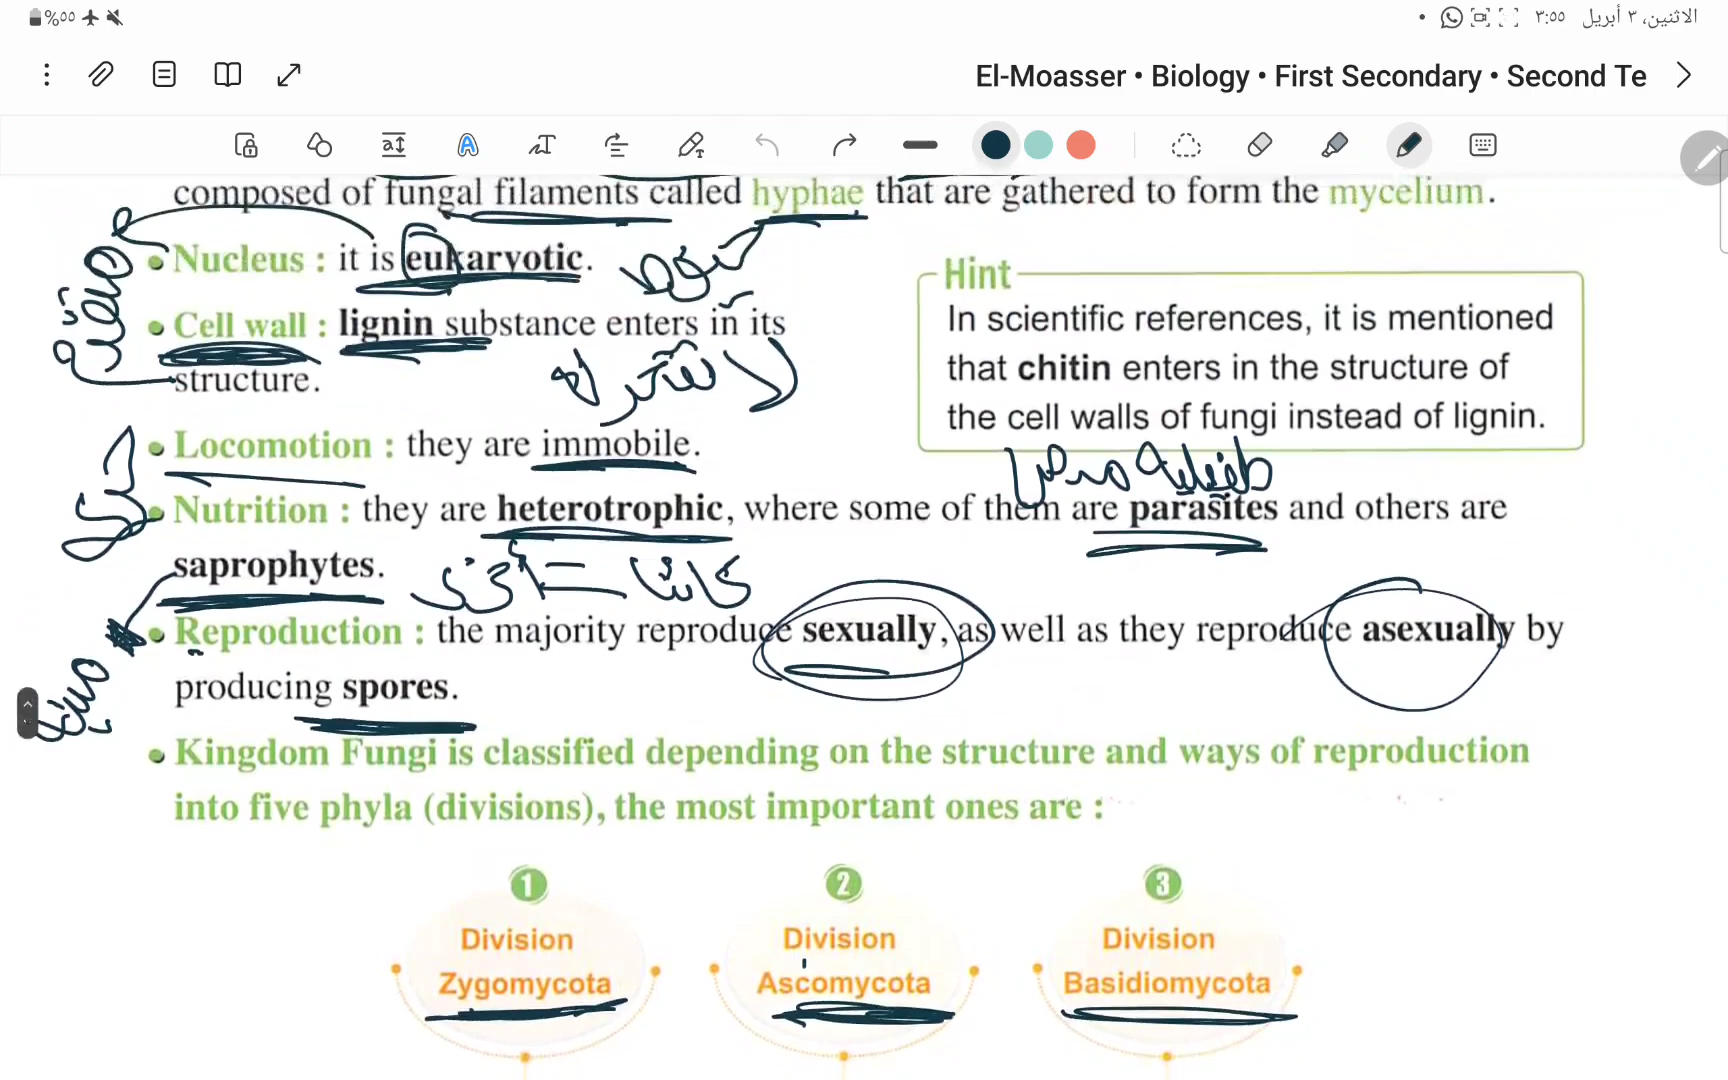 %٥٥
الاثنين، ٣ أبريل ٣:٥٥
El-Moasser • Biology • First Secondary • Second Te
composed of fungal filaments called hyphae that are gathered to form the mycelium.
• Nucleus : it is eukaryotic.
• Cell wall : lignin substance enters in its
structure.
Hint
In scientific references, it is mentioned
that chitin enters in the structure of
the cell walls of fungi instead of lignin.
• Locomotion : they are immobile.
لا تتحرك
طفيلية
• Nutrition : they are heterotrophic, where some of them are parasites and others are
saprophytes.
• Reproduction : the majority reproduce sexually, as well as they reproduce asexually by
producing spores.
• Kingdom Fungi is classified depending on the structure and ways of reproduction
into five phyla (divisions), the most important ones are :
1
Division
Zygomycota
2
Division
Ascomycota
3
Division
Basidiomycota